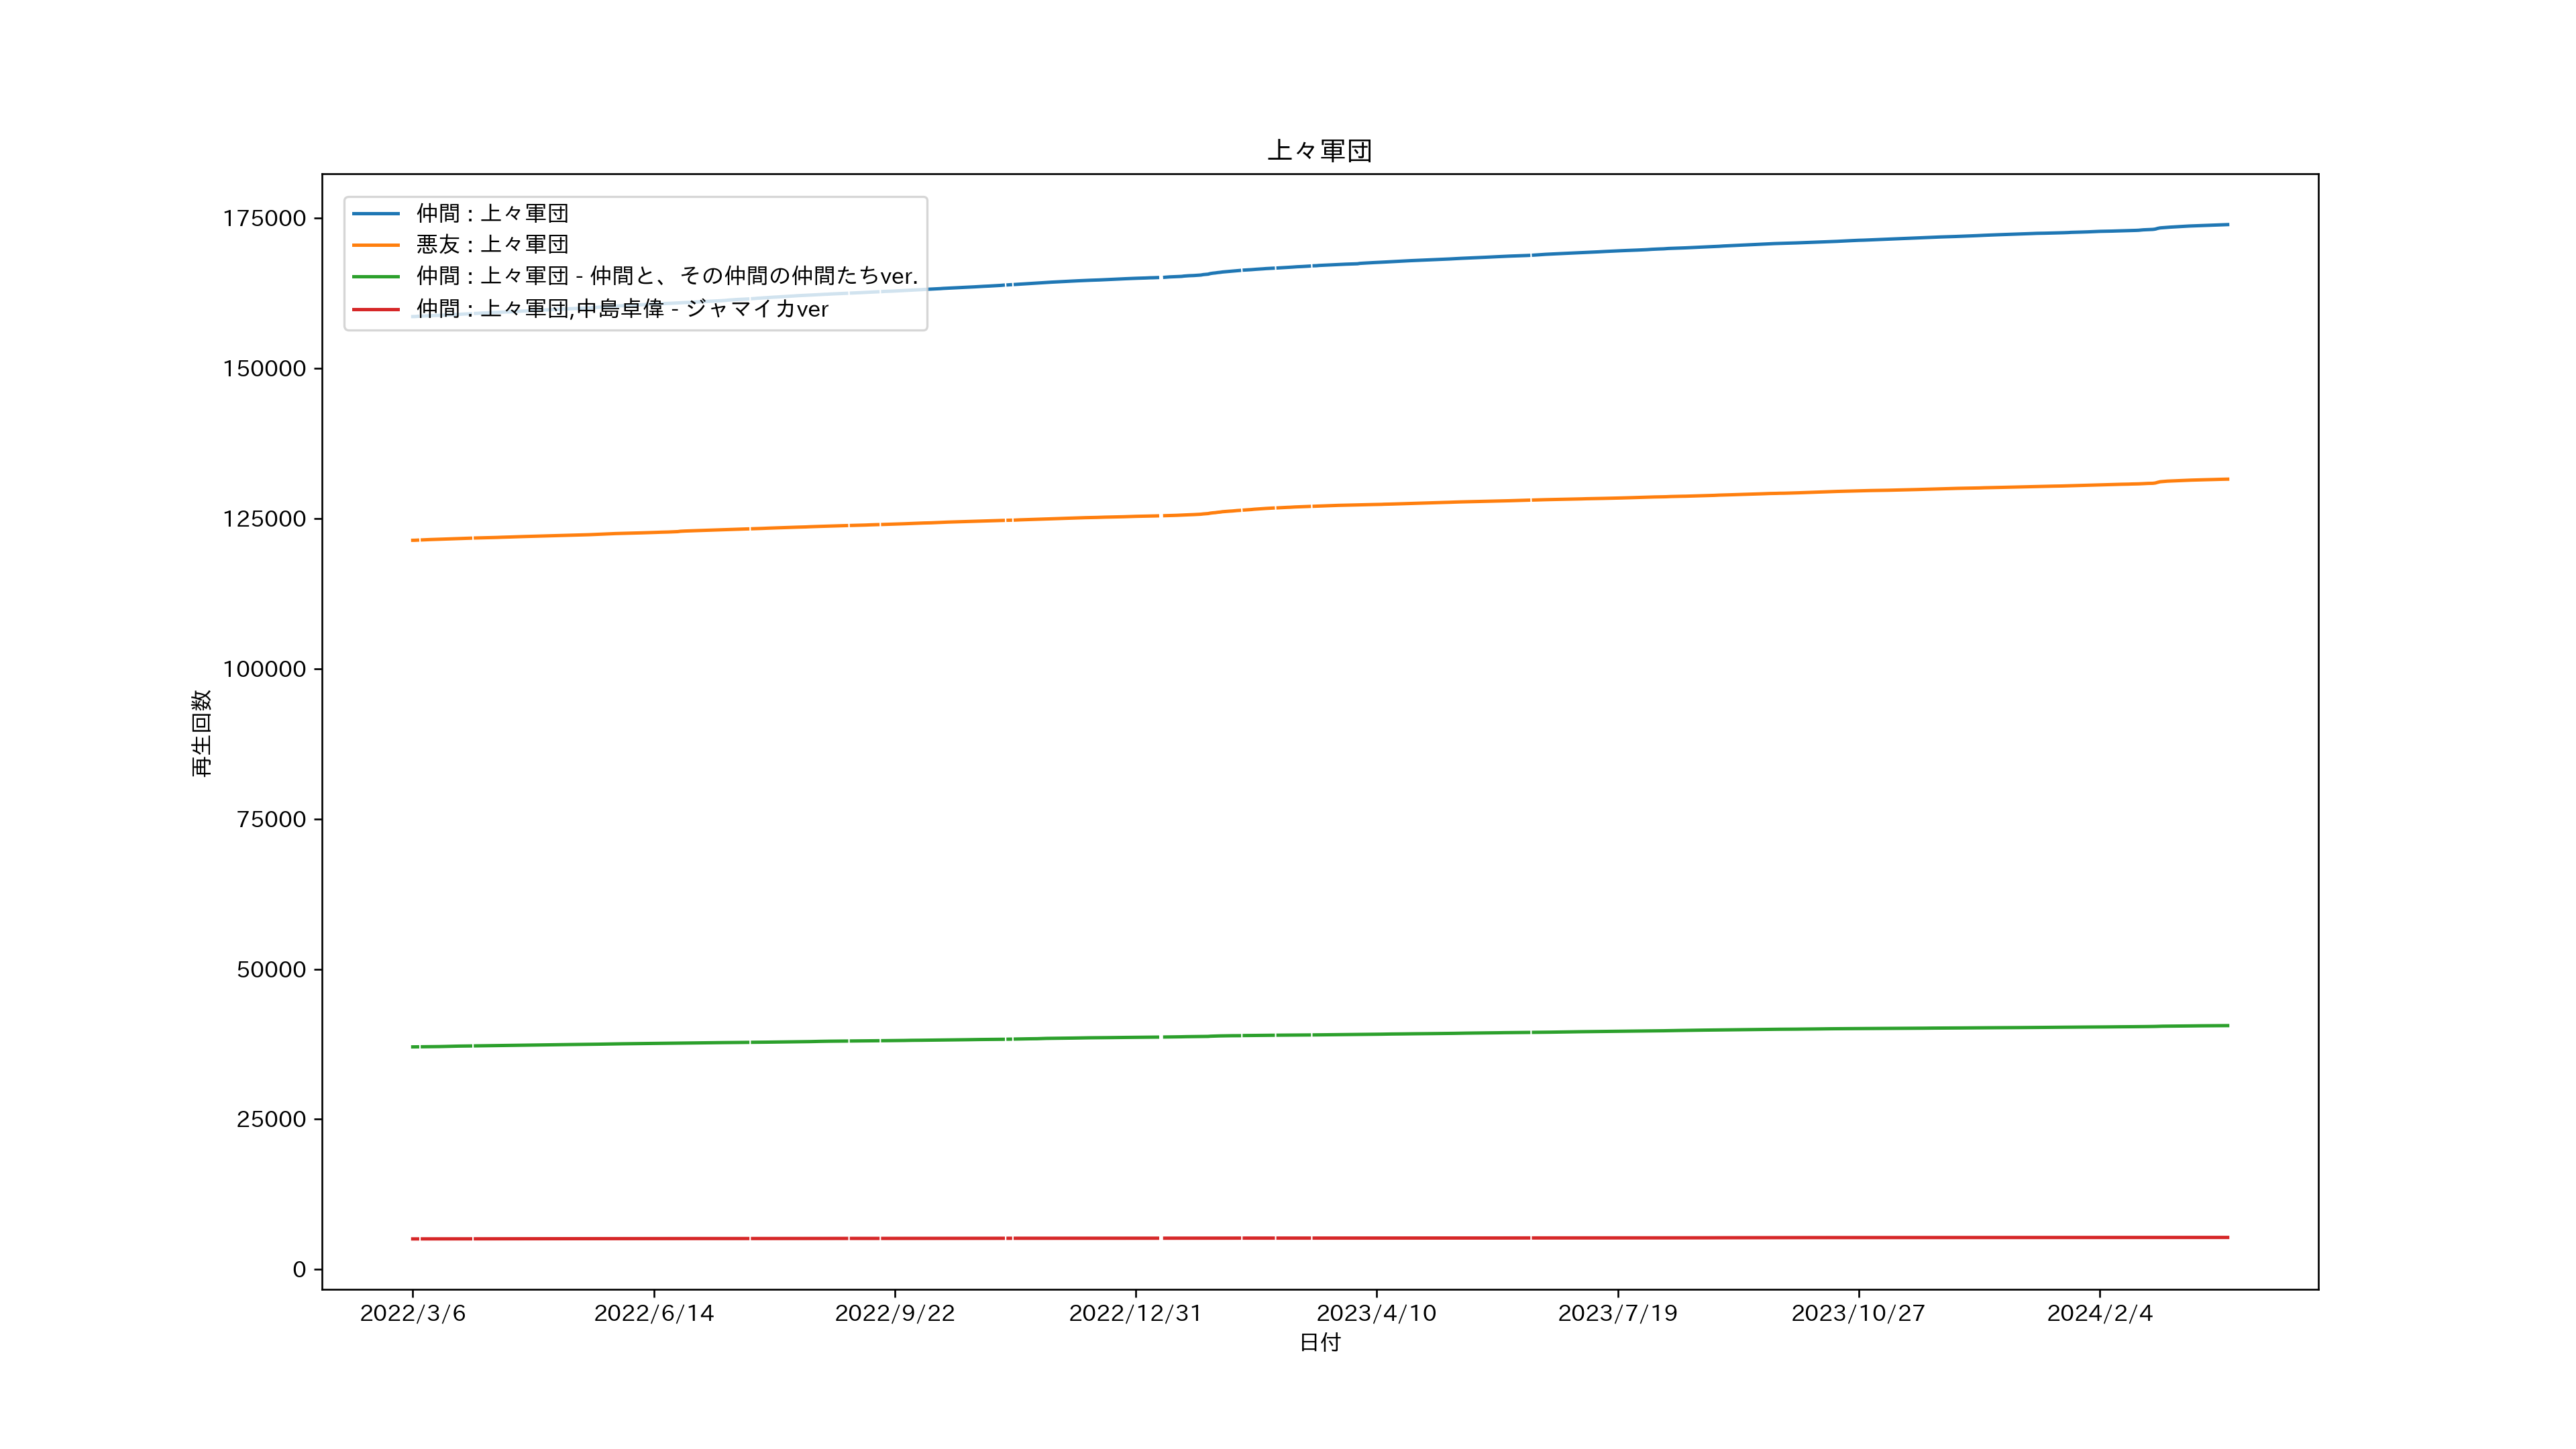 上々軍団
仲間 : 上々軍団
悪友 : 上々軍団
仲間 : 上々軍団 - 仲間と、その仲間の仲間たちver.
仲間 : 上々軍団,中島卓偉 - ジャマイカver
175000
150000
125000
100000
75000
50000
25000
0
再生回数
2022/3/6
2022/6/14
2022/9/22
2022/12/31
2023/4/10
2023/7/19
2023/10/27
2024/2/4
日付